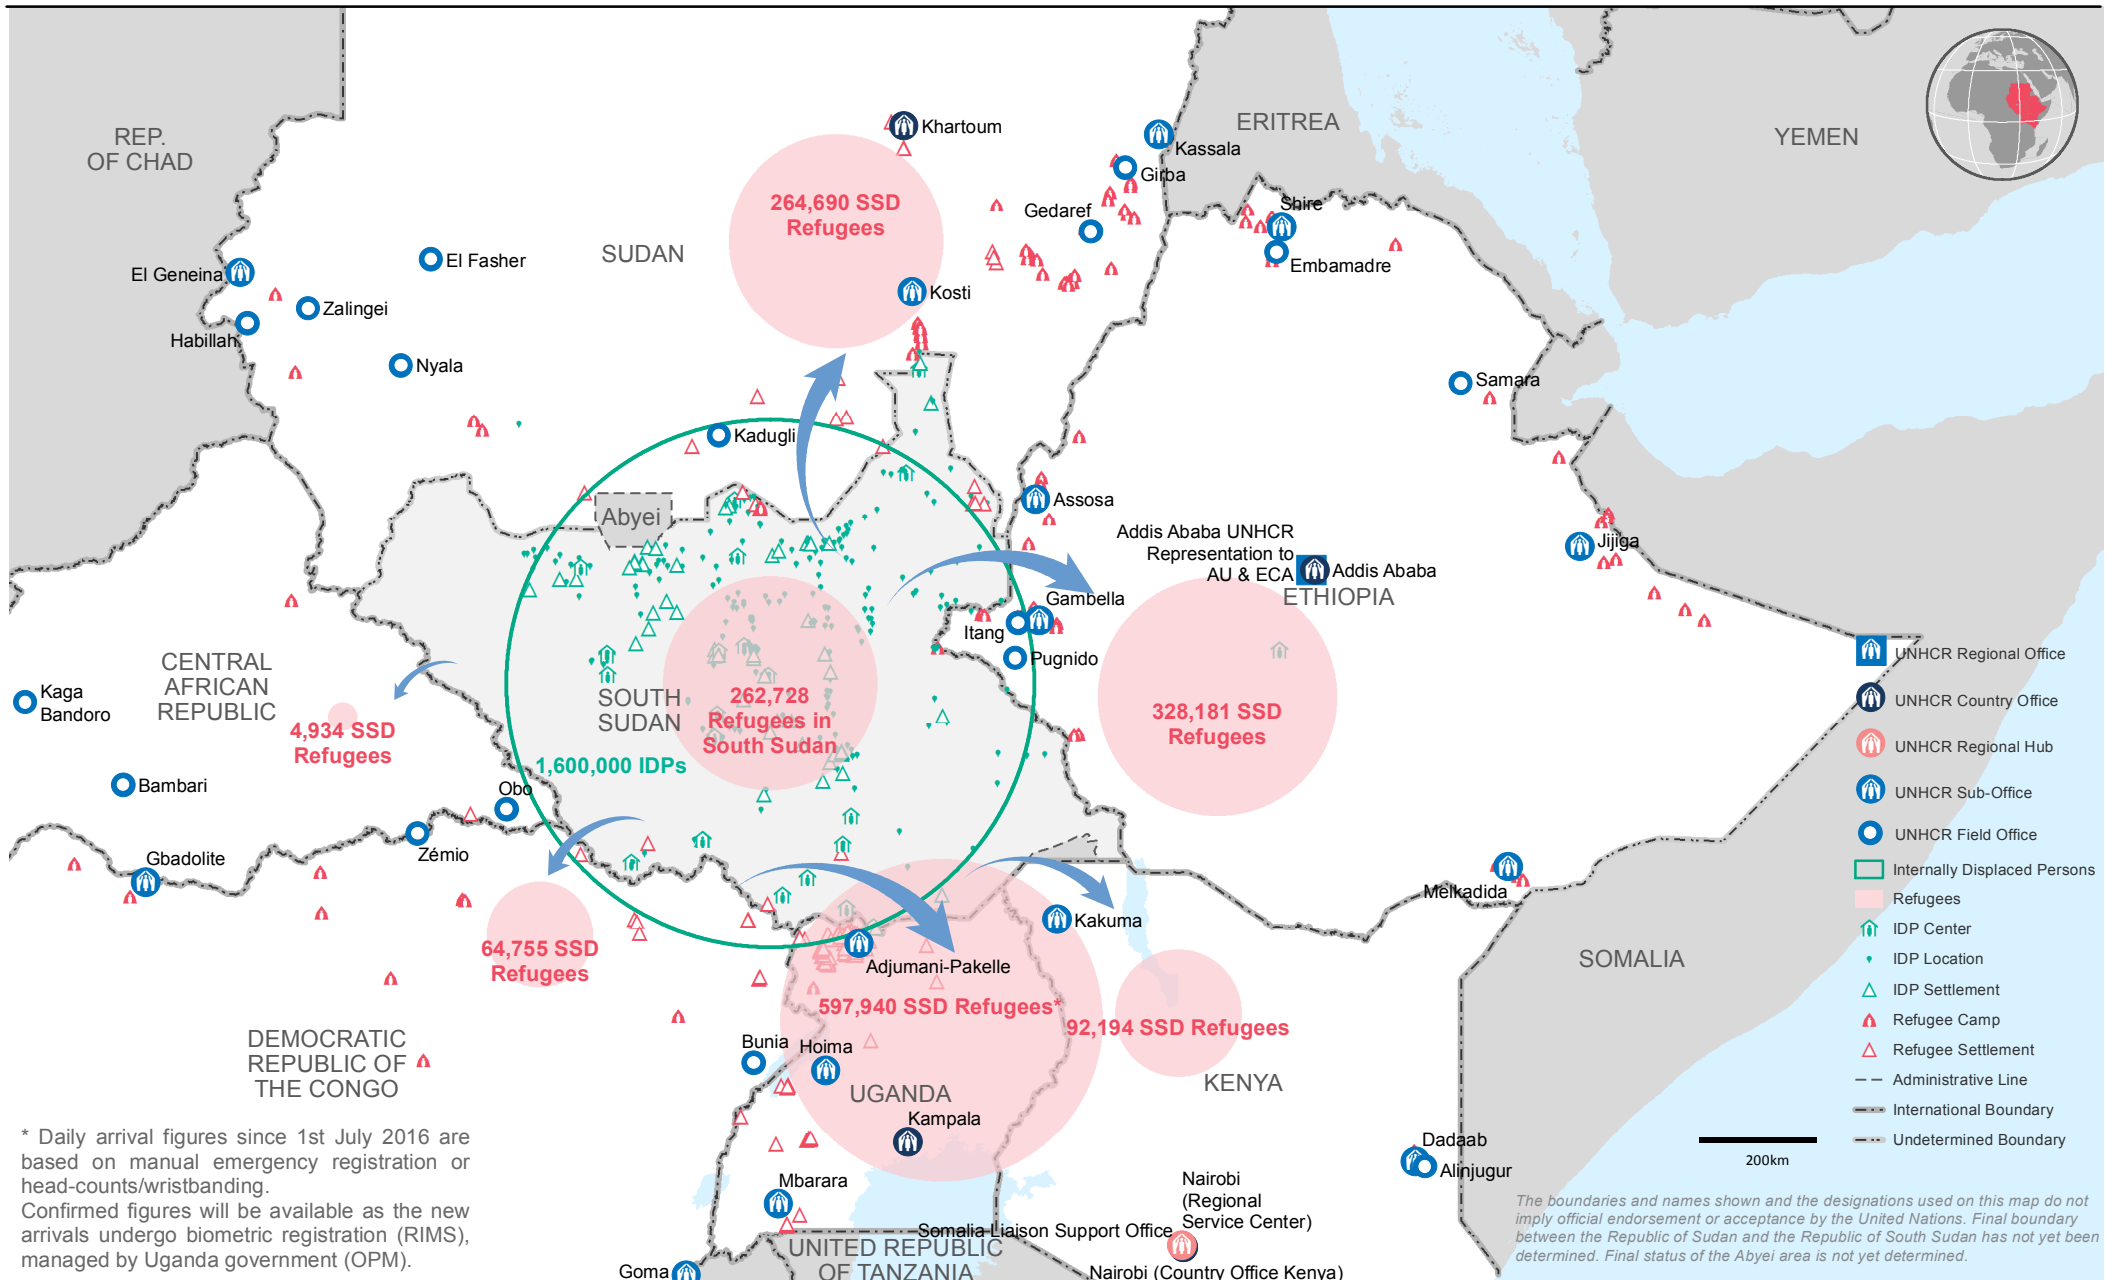 REP.
OF CHAD
Khartoum
ERITREA
YEMEN
Kassala
Girba
264,690 SSD
Refugees
Gedaref
Shire
SUDAN
El Geneina
El Fasher
Embamadre
Kosti
Zalingei
Habillah
Nyala
Samara
Kadugli
Assosa
Abyei
Addis Ababa UNHCR
Representation to
AU & ECA
Addis Ababa
ETHIOPIA
Jijiga
Gambella
Itang
Pugnido
CENTRAL
AFRICAN
REPUBLIC
Kaga
Bandoro
4,934 SSD
Refugees
SOUTH
SUDAN
262,728
Refugees in
South Sudan
1,600,000 IDPs
328,181 SSD
Refugees
Bambari
Obo
Zémio
Gbadolite
Melkadida
Kakuma
64,755 SSD
Refugees
Adjumani-Pakelle
597,940 SSD Refugees*
92,194 SSD Refugees
SOMALIA
DEMOCRATIC
REPUBLIC OF
THE CONGO
Bunia
Hoima
UGANDA
Kampala
KENYA
Mbarara
Dadaab
Alinjugur
Nairobi
(Regional
Service Center)
Somalia Liaison Support Office
Nairobi (Country Office Kenya)
UNITED REPUBLIC
OF TANZANIA
Goma
UNHCR Regional Office
UNHCR Country Office
UNHCR Regional Hub
UNHCR Sub-Office
UNHCR Field Office
Internally Displaced Persons
Refugees
IDP Center
IDP Location
IDP Settlement
Refugee Camp
Refugee Settlement
Administrative Line
International Boundary
Undetermined Boundary
200km
* Daily arrival figures since 1st July 2016 are
based on manual emergency registration or
head-counts/wristbanding.
Confirmed figures will be available as the new
arrivals undergo biometric registration (RIMS),
managed by Uganda government (OPM).
The boundaries and names shown and the designations used on this map do not
imply official endorsement or acceptance by the United Nations. Final boundary
between the Republic of Sudan and the Republic of South Sudan has not yet been
determined. Final status of the Abyei area is not yet determined.